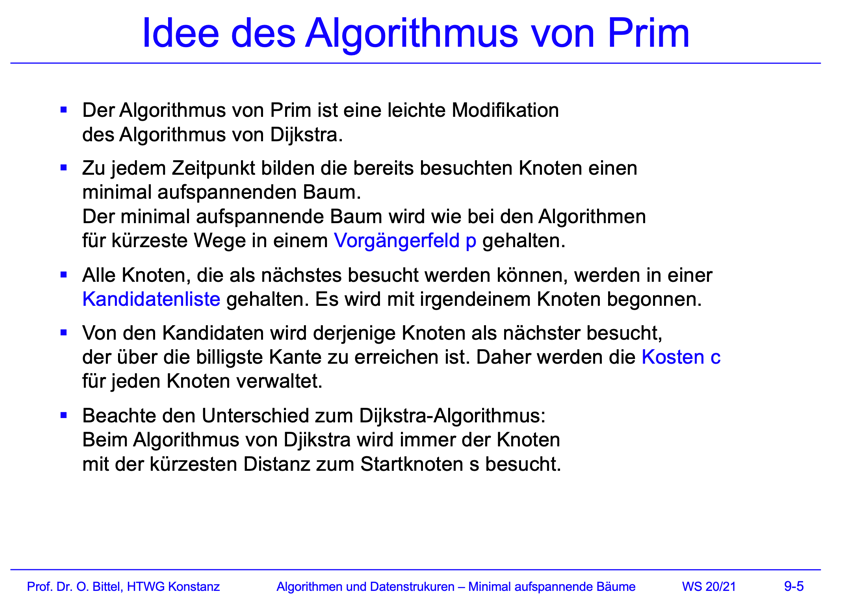 Idee des Algorithmus von Prim
▪ Der Algorithmus von Prim ist eine leichte Modifikation
des Algorithmus von Dijkstra.
▪ Zu jedem Zeitpunkt bilden die bereits besuchten Knoten einen
minimal aufspannenden Baum.
Der minimal aufspannende Baum wird wie bei den Algorithmen
für kürzeste Wege in einem Vorgängerfeld p gehalten.
▪ Alle Knoten, die als nächstes besucht werden können, werden in einer
Kandidatenliste gehalten. Es wird mit irgendeinem Knoten begonnen.
▪ Von den Kandidaten wird derjenige Knoten als nächster besucht,
der über die billigste Kante zu erreichen ist. Daher werden die Kosten c
für jeden Knoten verwaltet.
▪ Beachte den Unterschied zum Dijkstra-Algorithmus:
Beim Algorithmus von Djikstra wird immer der Knoten
mit der kürzesten Distanz zum Startknoten s besucht.
Prof. Dr. O. Bittel, HTWG Konstanz Algorithmen und Datenstrukuren – Minimal aufspannende Bäume WS 20/21 9-5